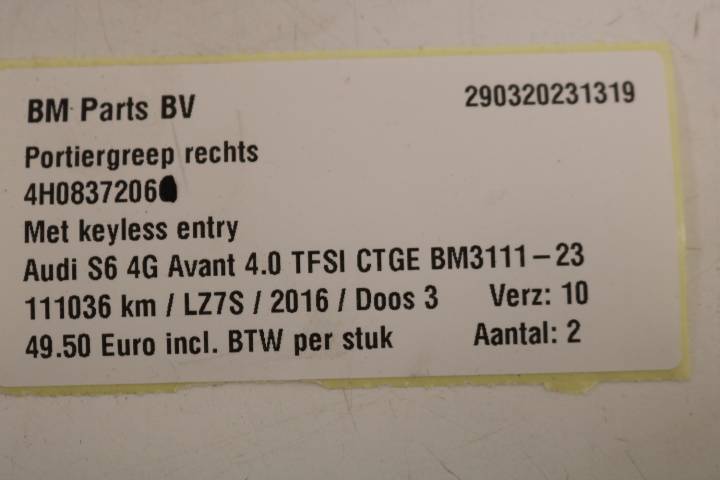 BM Parts BV 290320231319
Portiergreep rechts
4H0837206
Met keyless entry
Audi S6 4G Avant 4.0 TFSI CTGE BM3111-23
111036 km / LZ7S / 2016 / Doos 3 Verz: 10
49.50 Euro incl. BTW per stuk Aantal: 2